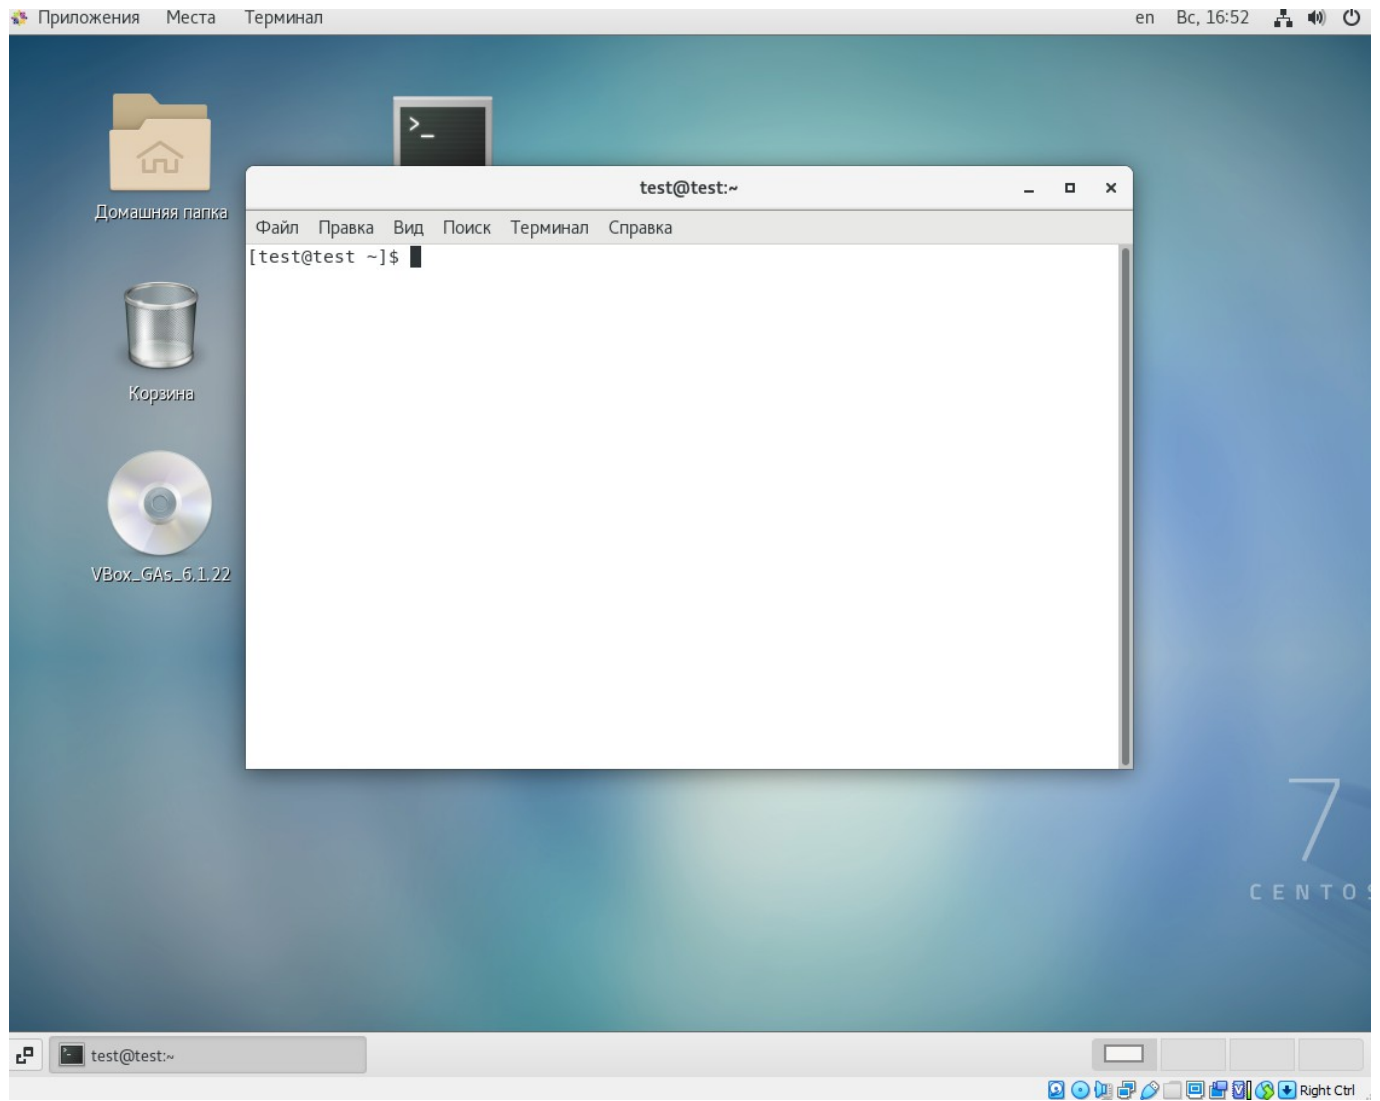 Приложения Места Терминал en Вс, 16:52
>_
Домашняя папка
test@test:~
Файл Правка Вид Поиск Терминал Справка
[test@test ~]$
Корзина
VBox_GAs_6.1.22
7
CENTOS
test@test:~
Right Ctrl